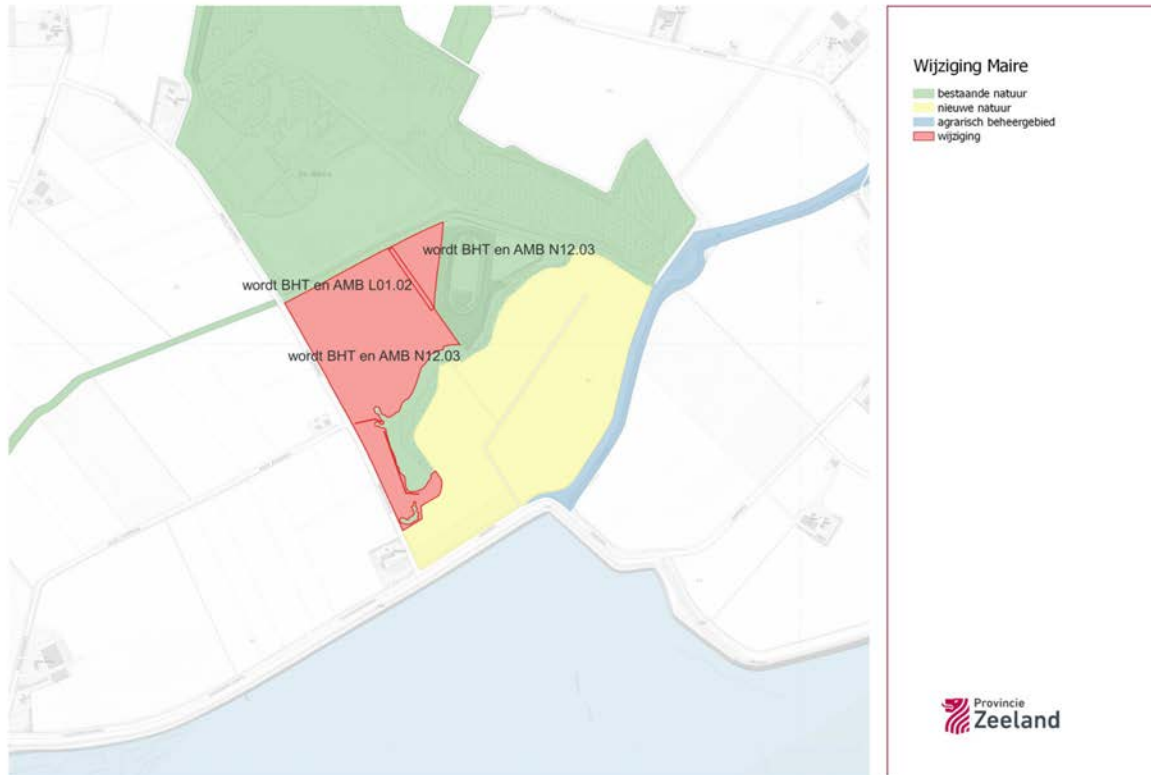 wordt BHT en AMB N12.03
wordt BHT en AMB L01.02
wordt BHT en AMB N12.03
Wijziging Maire
bestaande natuur
nieuwe natuur
agrarisch beheergebied
wijziging
Provincie
Zeeland